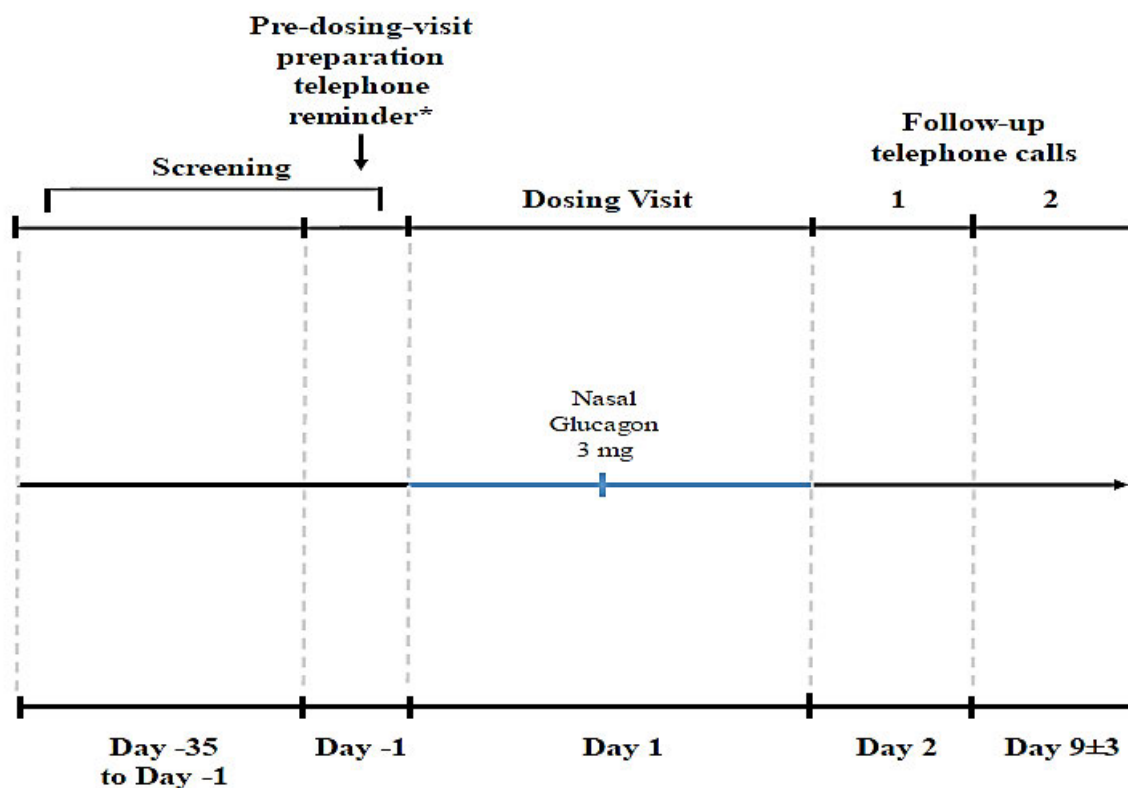 Pre-dosing-visit
preparation
telephone
reminder*
Screening
Follow-up
telephone calls
Dosing Visit
1
2
Nasal
Glucagon
3 mg
Day -35
to Day -1
Day -1
Day 1
Day 2
Day 9±3